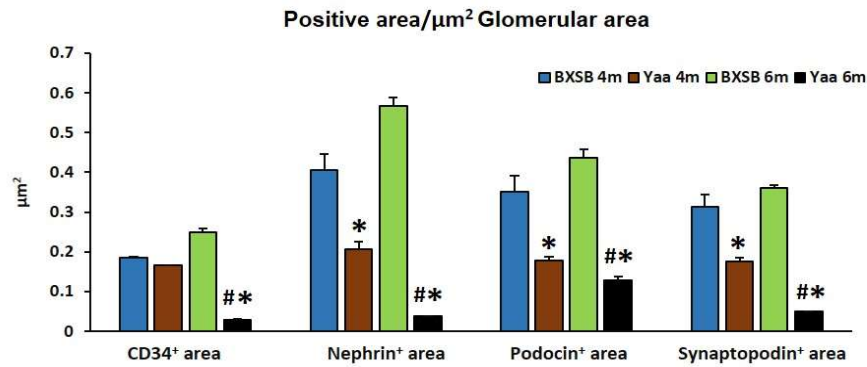 Positive area/µm² Glomerular area
0.7
0.6
0.5
0.4
0.3
0.2
0.1
0
µm²
BXSB 4m Yaa 4m BXSB 6m Yaa 6m
* * *
#* #* #* #*
CD34⁺ area Nephrin⁺ area Podocin⁺ area Synaptopodin⁺ area